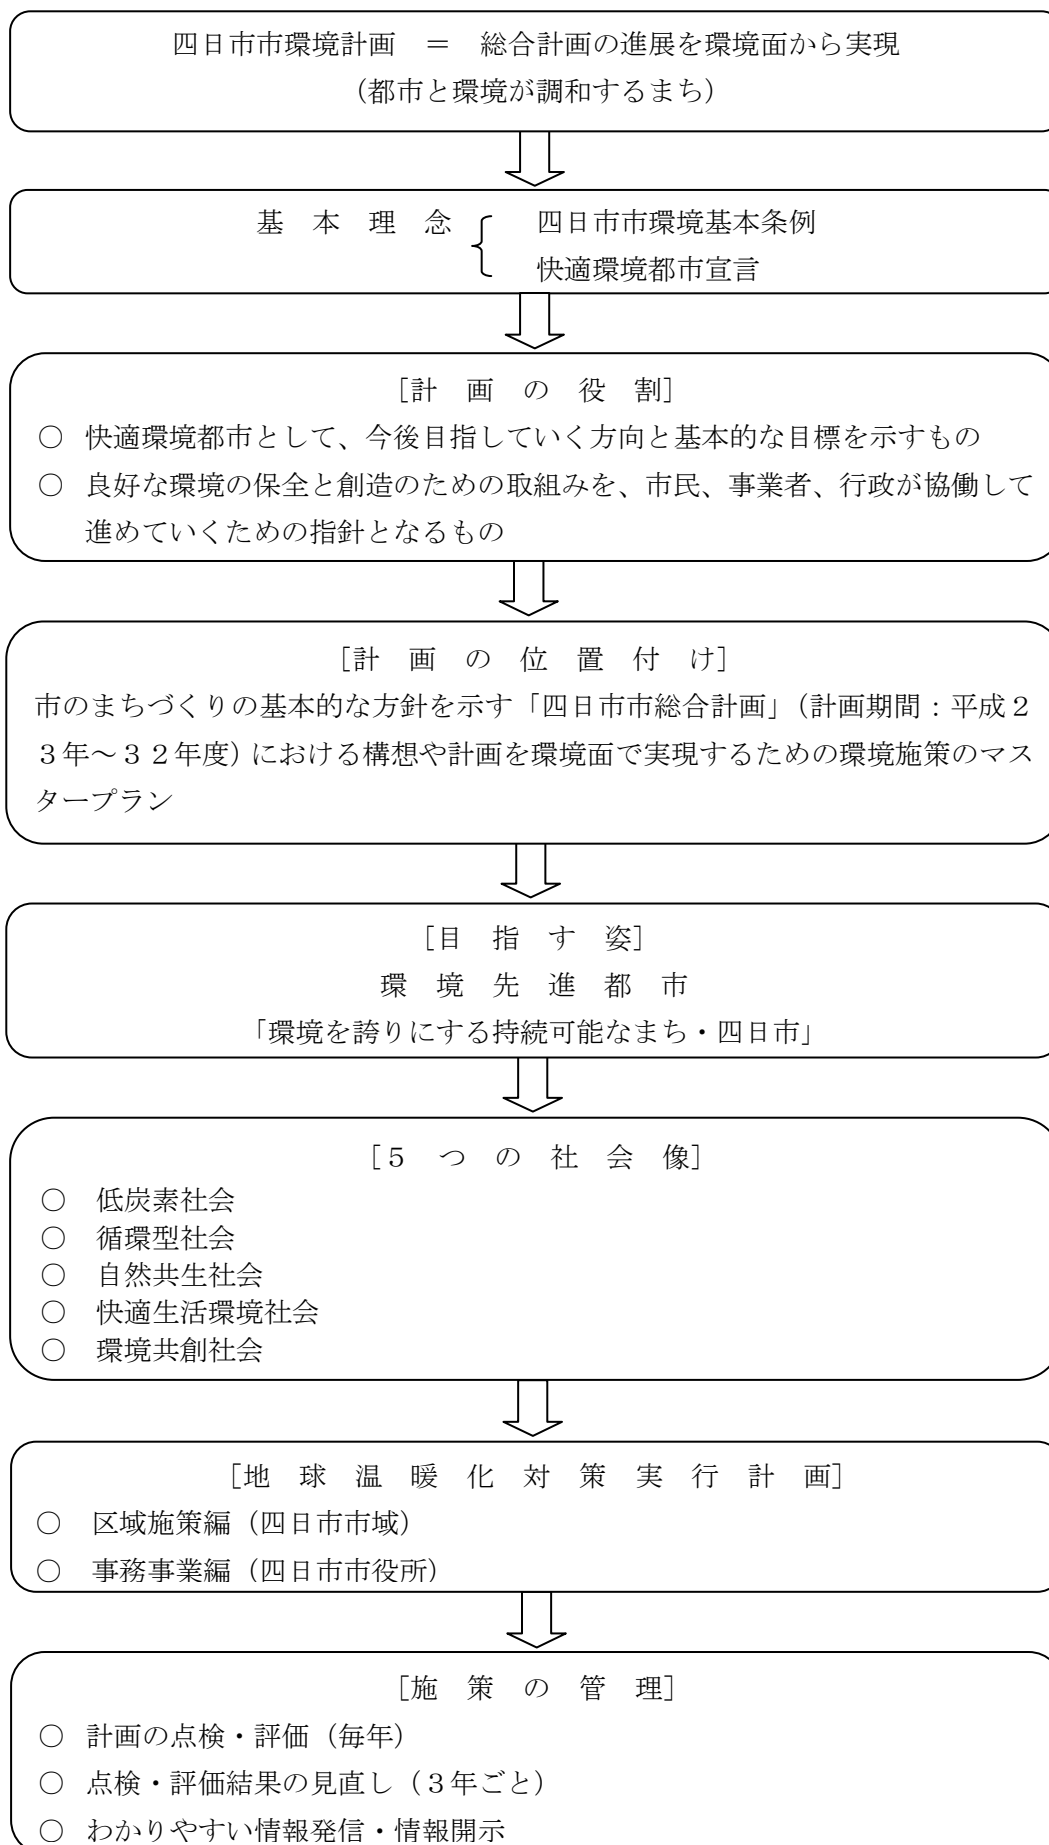 四日市市環境計画　＝　総合計画の進展を環境面から実現
（都市と環境が調和するまち）
基　本　理　念　四日市市環境基本条例
快適環境都市宣言
［計　画　の　役　割］
○　快適環境都市として、今後目指していく方向と基本的な目標を示すもの
○　良好な環境の保全と創造のための取組みを、市民、事業者、行政が協働して
進めていくための指針となるもの
［計　画　の　位　置　付　け］
市のまちづくりの基本的な方針を示す「四日市市総合計画」（計画期間：平成２
３年～３２年度）における構想や計画を環境面で実現するための環境施策のマス
タープラン
［目　指　す　姿］
環　境　先　進　都　市
「環境を誇りにする持続可能なまち・四日市」
［５　つ　の　社　会　像］
○　低炭素社会
○　循環型社会
○　自然共生社会
○　快適生活環境社会
○　環境共創社会
［地　球　温　暖　化　対　策　実　行　計　画］
○　区域施策編（四日市市域）
○　事務事業編（四日市市役所）
［施　策　の　管　理］
○　計画の点検・評価（毎年）
○　点検・評価結果の見直し（３年ごと）
○　わかりやすい情報発信・情報開示